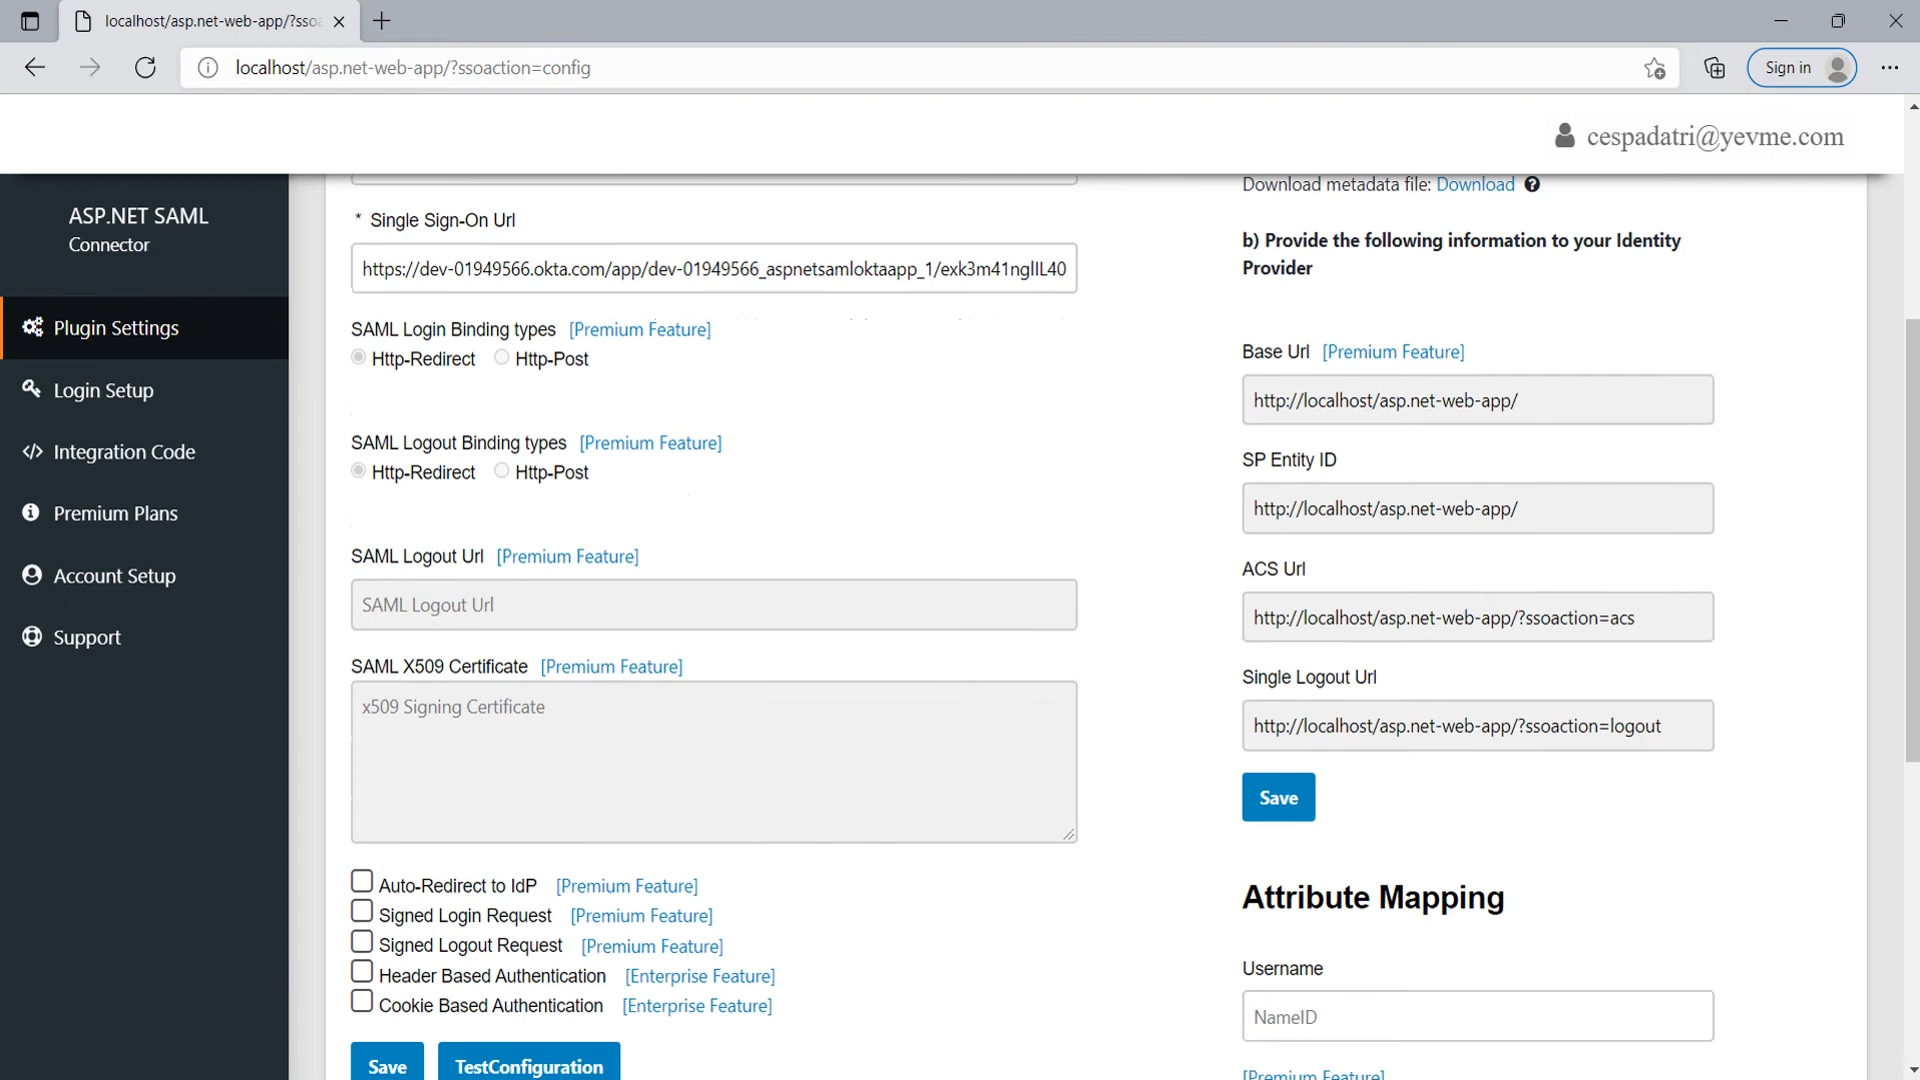 localhost/asp.net-web-app/?sso
localhost/asp.net-web-app/?ssoaction=config
Sign in
cespadatri@yevme.com
ASP.NET SAML
Connector
Plugin Settings
Login Setup
Integration Code
Premium Plans
Account Setup
Support
* Single Sign-On Url
https://dev-01949566.okta.com/app/dev-01949566_aspnetsamloktaapp_1/exk3m41nglIL40
SAML Login Binding types [Premium Feature]
Http-Redirect Http-Post
SAML Logout Binding types [Premium Feature]
Http-Redirect Http-Post
SAML Logout Url [Premium Feature]
SAML Logout Url
SAML X509 Certificate [Premium Feature]
x509 Signing Certificate
Auto-Redirect to IdP [Premium Feature]
Signed Login Request [Premium Feature]
Signed Logout Request [Premium Feature]
Header Based Authentication [Enterprise Feature]
Cookie Based Authentication [Enterprise Feature]
Save TestConfiguration
Download metadata file: Download
b) Provide the following information to your Identity
Provider
Base Url [Premium Feature]
http://localhost/asp.net-web-app/
SP Entity ID
http://localhost/asp.net-web-app/
ACS Url
http://localhost/asp.net-web-app/?ssoaction=acs
Single Logout Url
http://localhost/asp.net-web-app/?ssoaction=logout
Save
Attribute Mapping
Username
NameID
[Premium Feature]